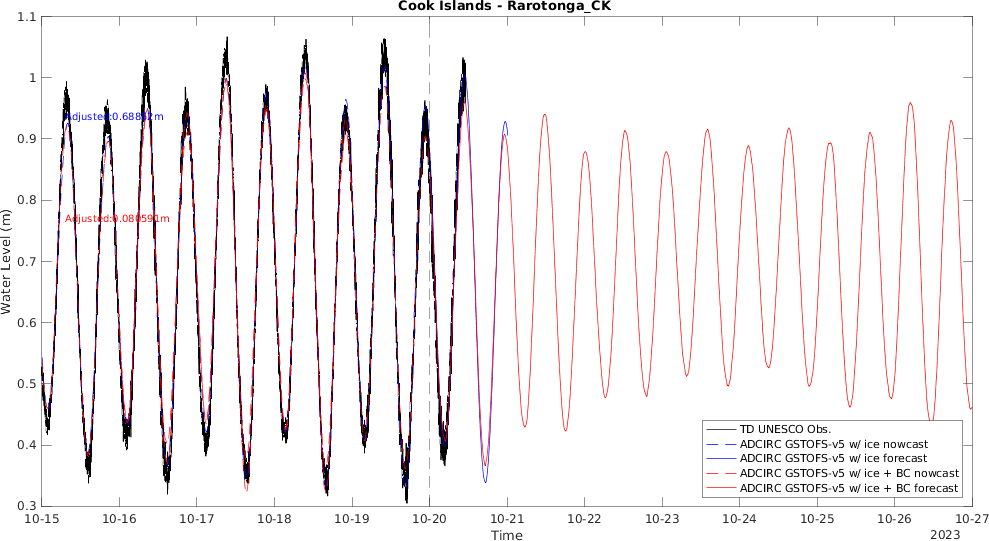 Cook Islands - Rarotonga_CK
1.1
1
0.9
0.8
0.7
0.6
0.5
0.4
0.3
Water Level (m)
Adjusted:0.080591m
TD UNESCO Obs.
ADCIRC GSTOFS-v5 w/ ice nowcast
ADCIRC GSTOFS-v5 w/ ice forecast
ADCIRC GSTOFS-v5 w/ ice + BC nowcast
ADCIRC GSTOFS-v5 w/ ice + BC forecast
10-15 10-16 10-17 10-18 10-19 10-20 10-21 10-22 10-23 10-24 10-25 10-26 10-27
Time
2023